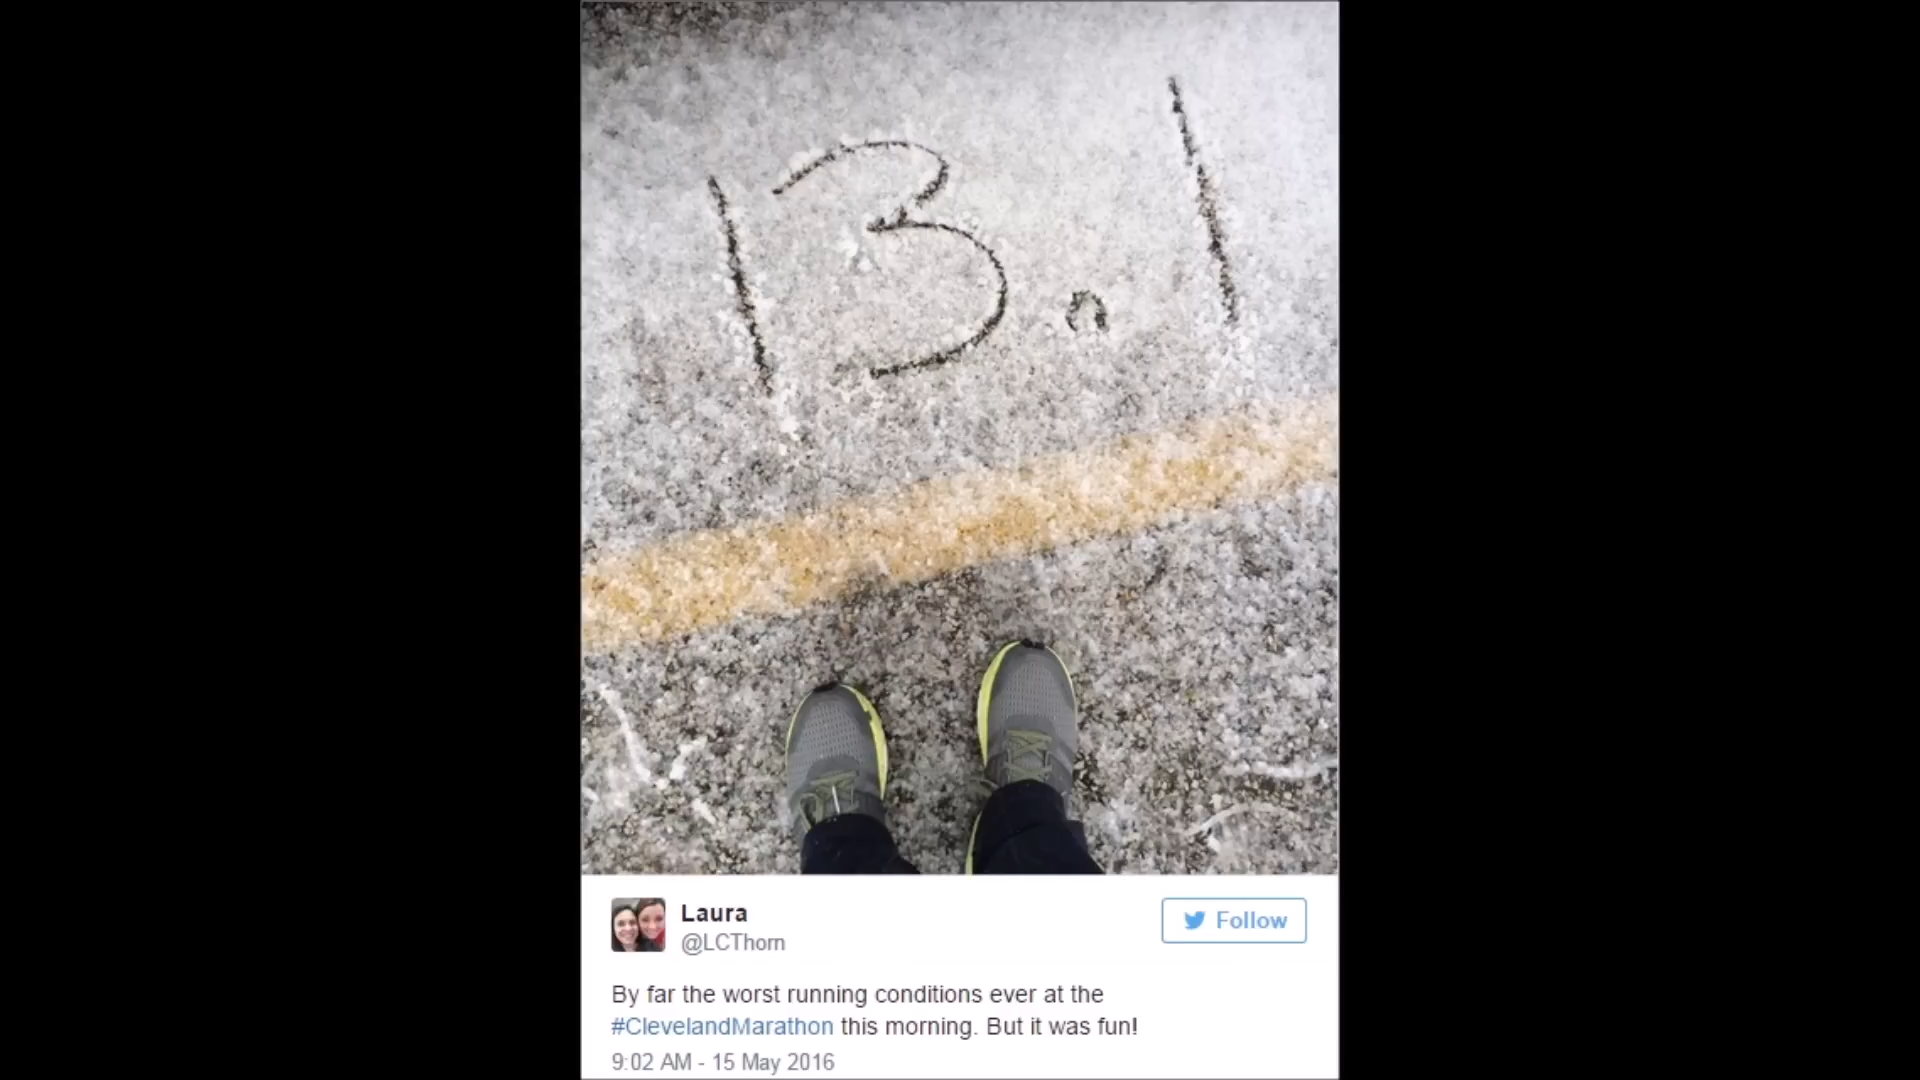 13.1
Laura
@LCThorn
Follow
By far the worst running conditions ever at the
#ClevelandMarathon this morning. But it was fun!
9:02 AM - 15 May 2016